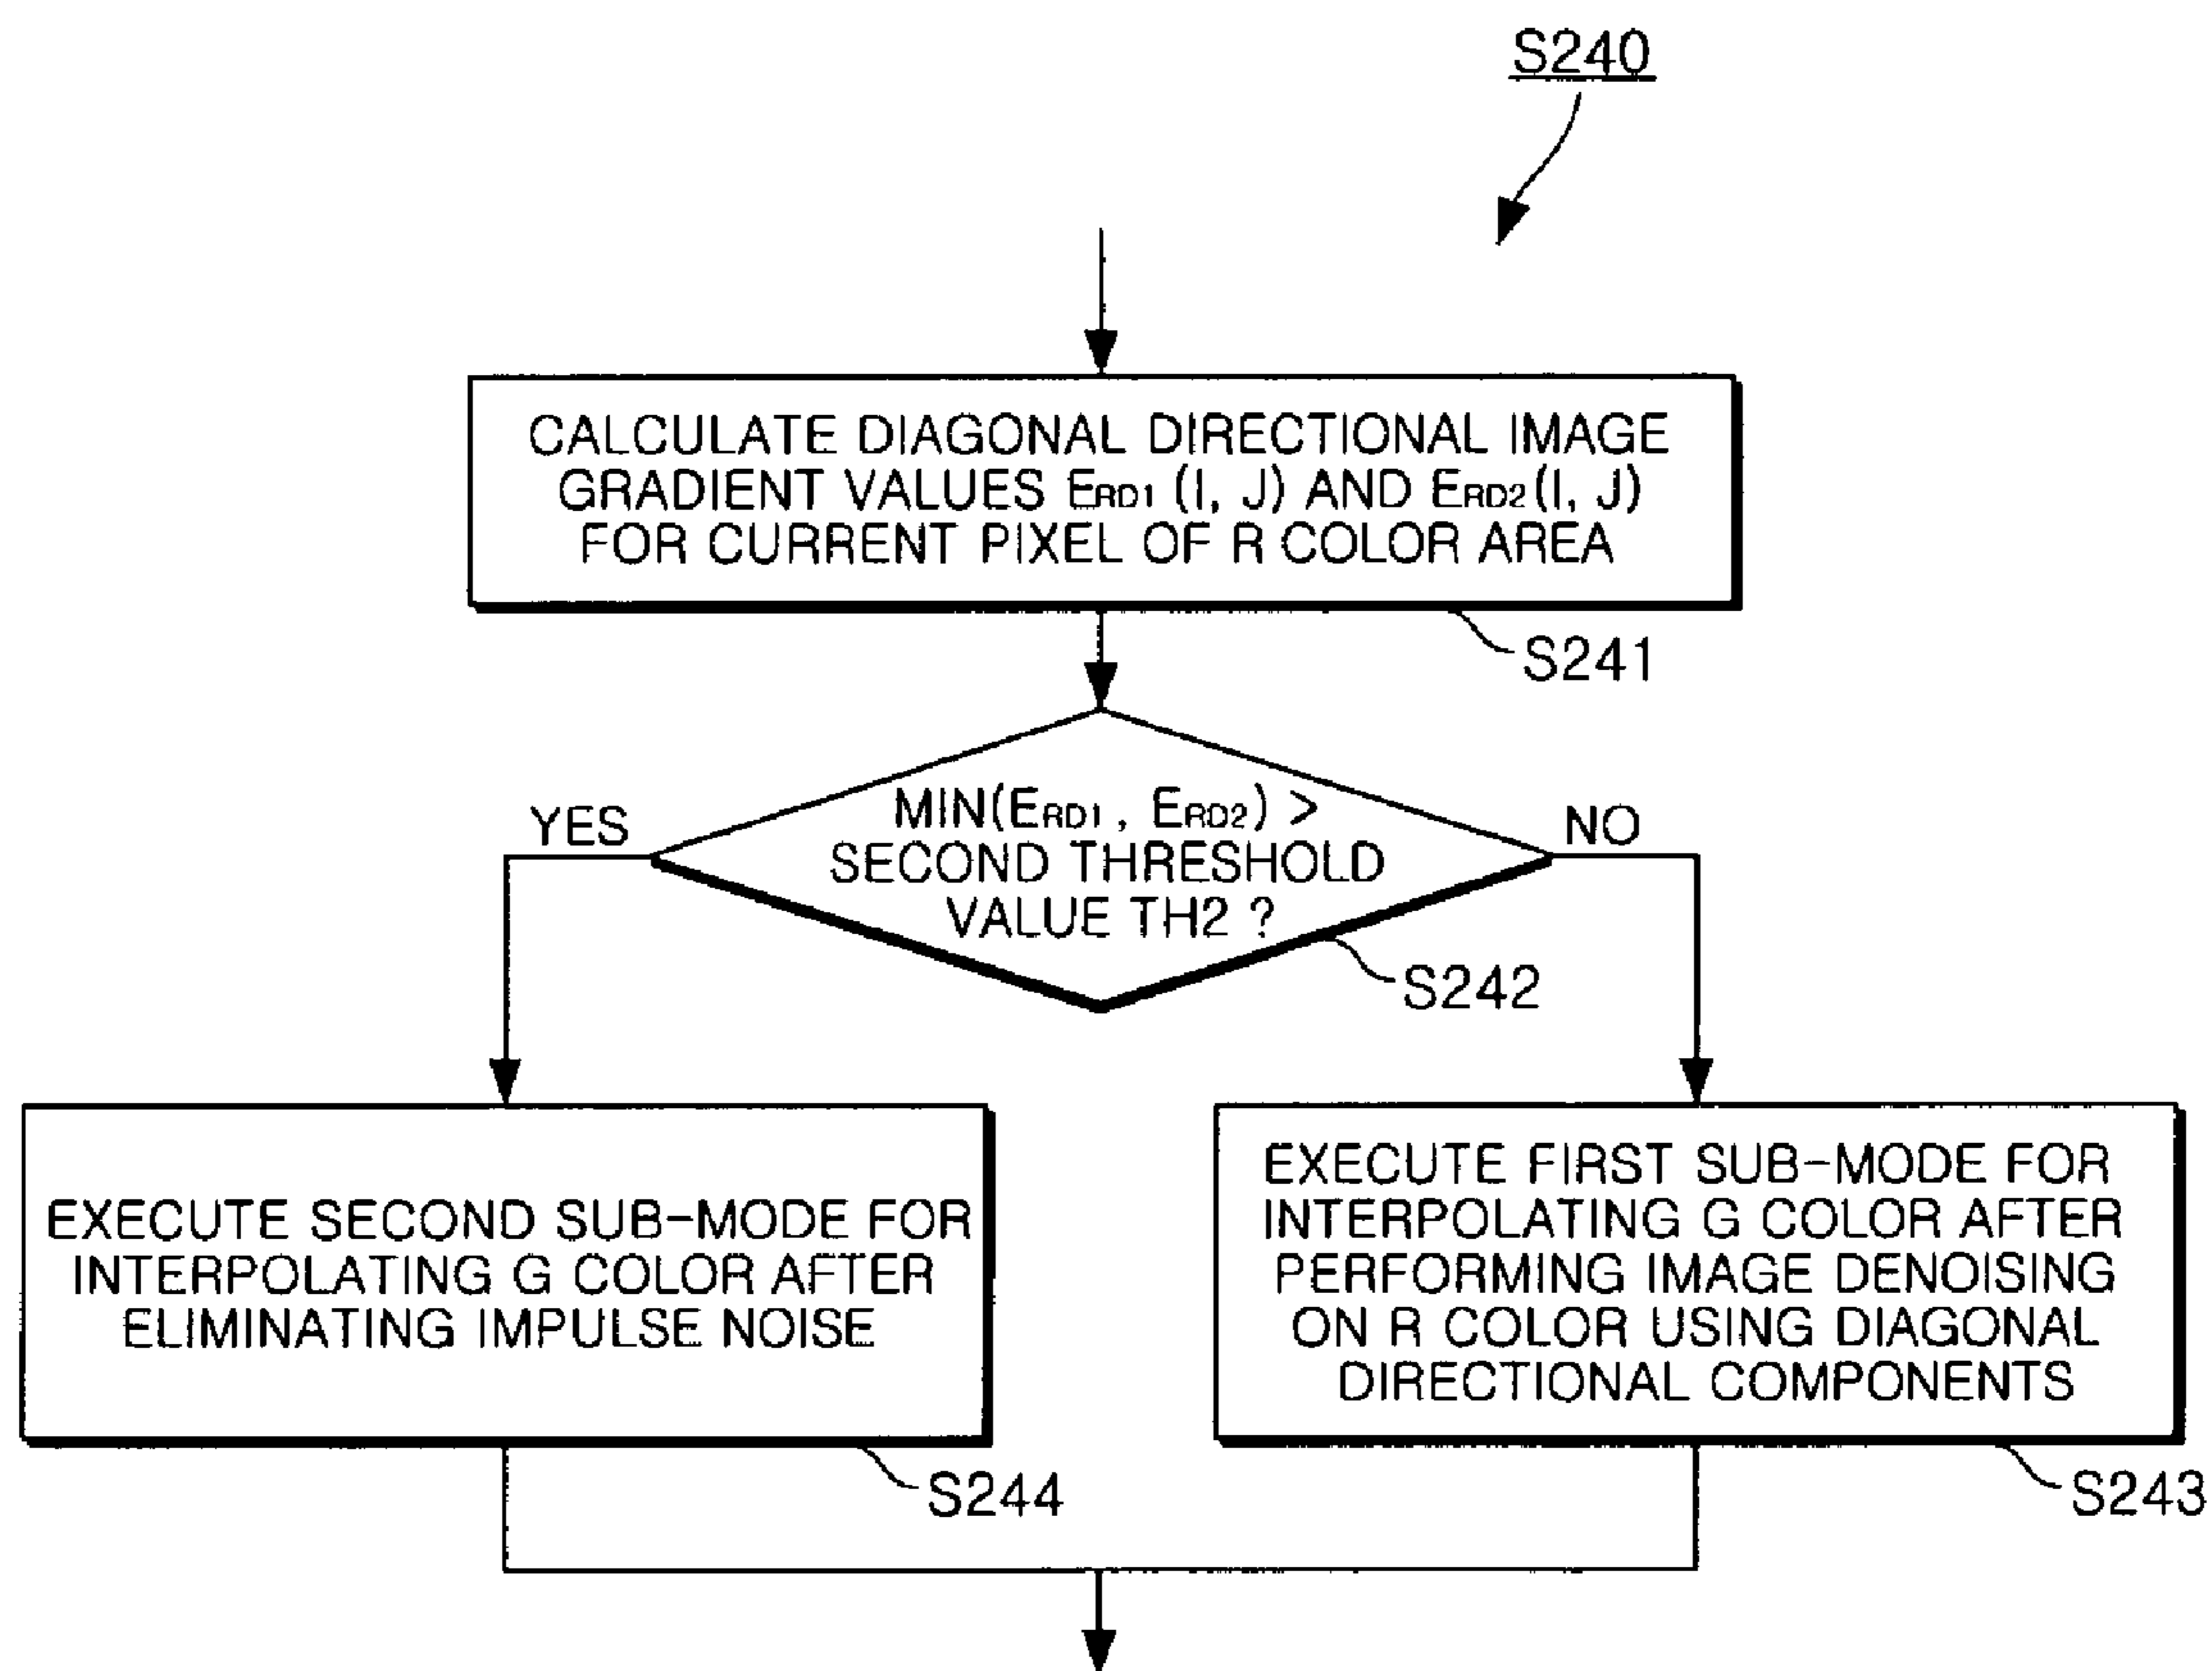 S240
CALCULATE DIAGONAL DIRECTIONAL IMAGE
GRADIENT VALUES ERD1 (I, J) AND ERD2 (I, J)
FOR CURRENT PIXEL OF R COLOR AREA
S241
MIN(ERD1 , ERD2) >
SECOND THRESHOLD
VALUE TH2 ?
YES
NO
S242
EXECUTE SECOND SUB-MODE FOR
INTERPOLATING G COLOR AFTER
ELIMINATING IMPULSE NOISE
S244
EXECUTE FIRST SUB-MODE FOR
INTERPOLATING G COLOR AFTER
PERFORMING IMAGE DENOISING
ON R COLOR USING DIAGONAL
DIRECTIONAL COMPONENTS
S243